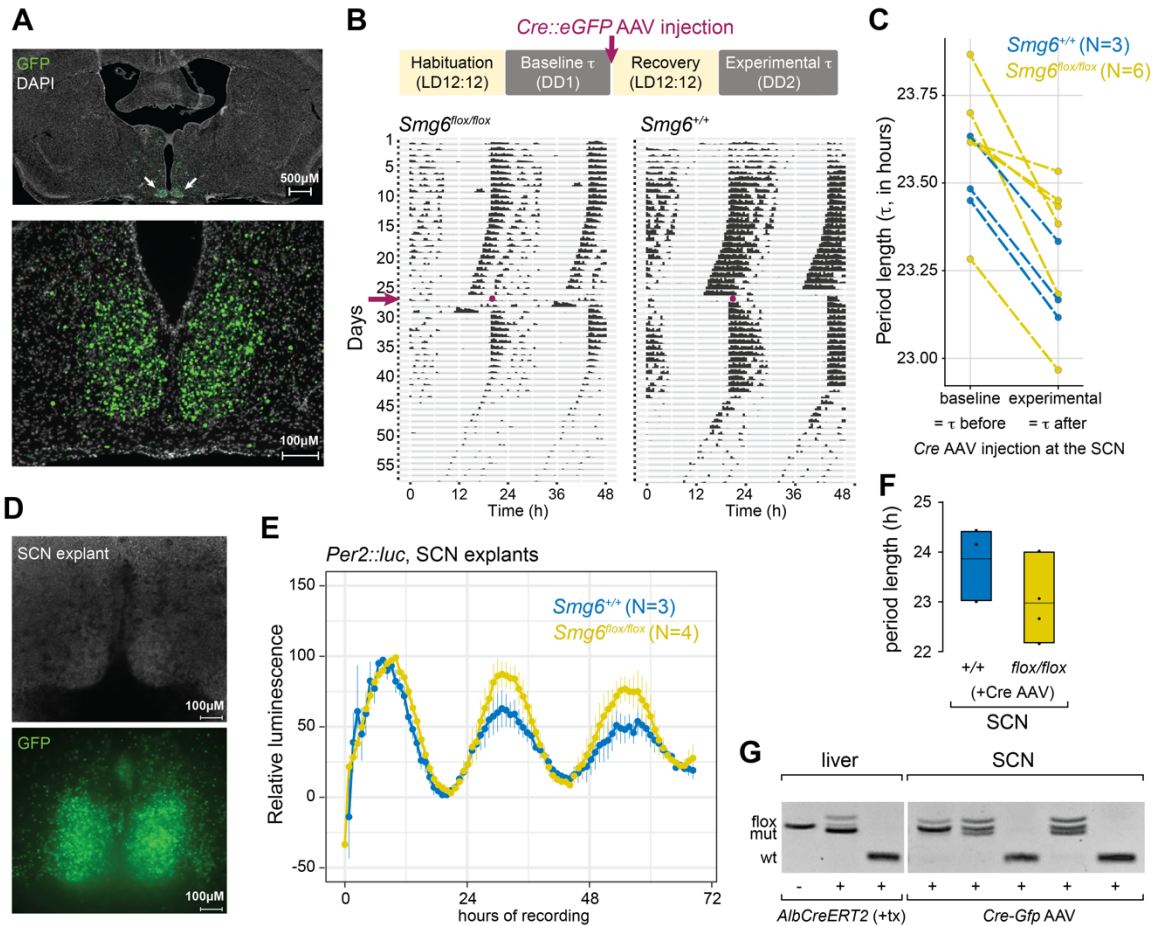 A
GFP
DAPI
500μM
100μM
B
Cre::eGFP AAV injection
Habituation
(LD12:12)
Baseline τ
(DD1)
Recovery
(LD12:12)
Experimental τ
(DD2)
Smg6flox/flox
Smg6+/+
Days
1
5
10
15
20
25
30
35
40
45
50
55
0 12 24 36 48
Time (h)
0 12 24 36 48
Time (h)
C
Smg6+/+ (N=3)
Smg6flox/flox (N=6)
Period length (τ, in hours)
23.75
23.50
23.25
23.00
baseline experimental
= τ before = τ after
Cre AAV injection at the SCN
D
SCN explant
100μM
GFP
100μM
E
Per2::luc, SCN explants
Smg6+/+ (N=3)
Smg6flox/flox (N=4)
Relative luminescence
150
100
50
0
-50
0 24 48 72
hours of recording
F
period length (h)
25
24
23
22
+/+ flox/flox
(+Cre AAV)
SCN
G
liver SCN
flox
mut
wt
- + + + + + + +
AlbCreERT2 (+tx) Cre-Gfp AAV